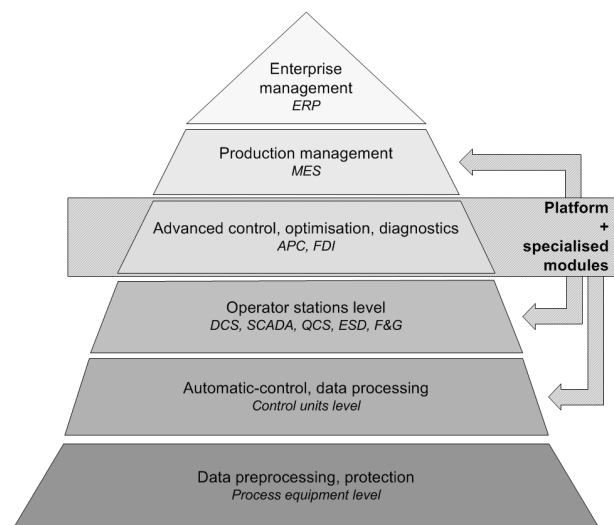 Enterprise
management
ERP
Production management
MES
Platform
+
specialised
modules
Advanced control, optimisation, diagnostics
APC, FDI
Operator stations level
DCS, SCADA, QCS, ESD, F&G
Automatic-control, data processing
Control units level
Data preprocessing, protection
Process equipment level